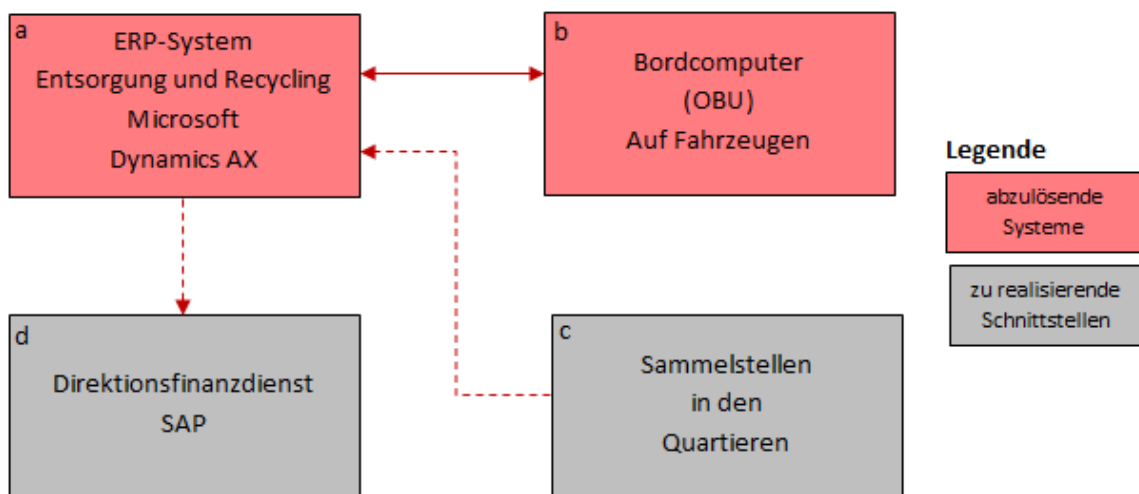 a
ERP-System
Entsorgung und Recycling
Microsoft
Dynamics AX
b
Bordcomputer
(OBU)
Auf Fahrzeugen
Legende
abzulösende
Systeme
zu realisierende
Schnittstellen
d
Direktionsfinanzdienst
SAP
c
Sammelstellen
in den
Quartieren